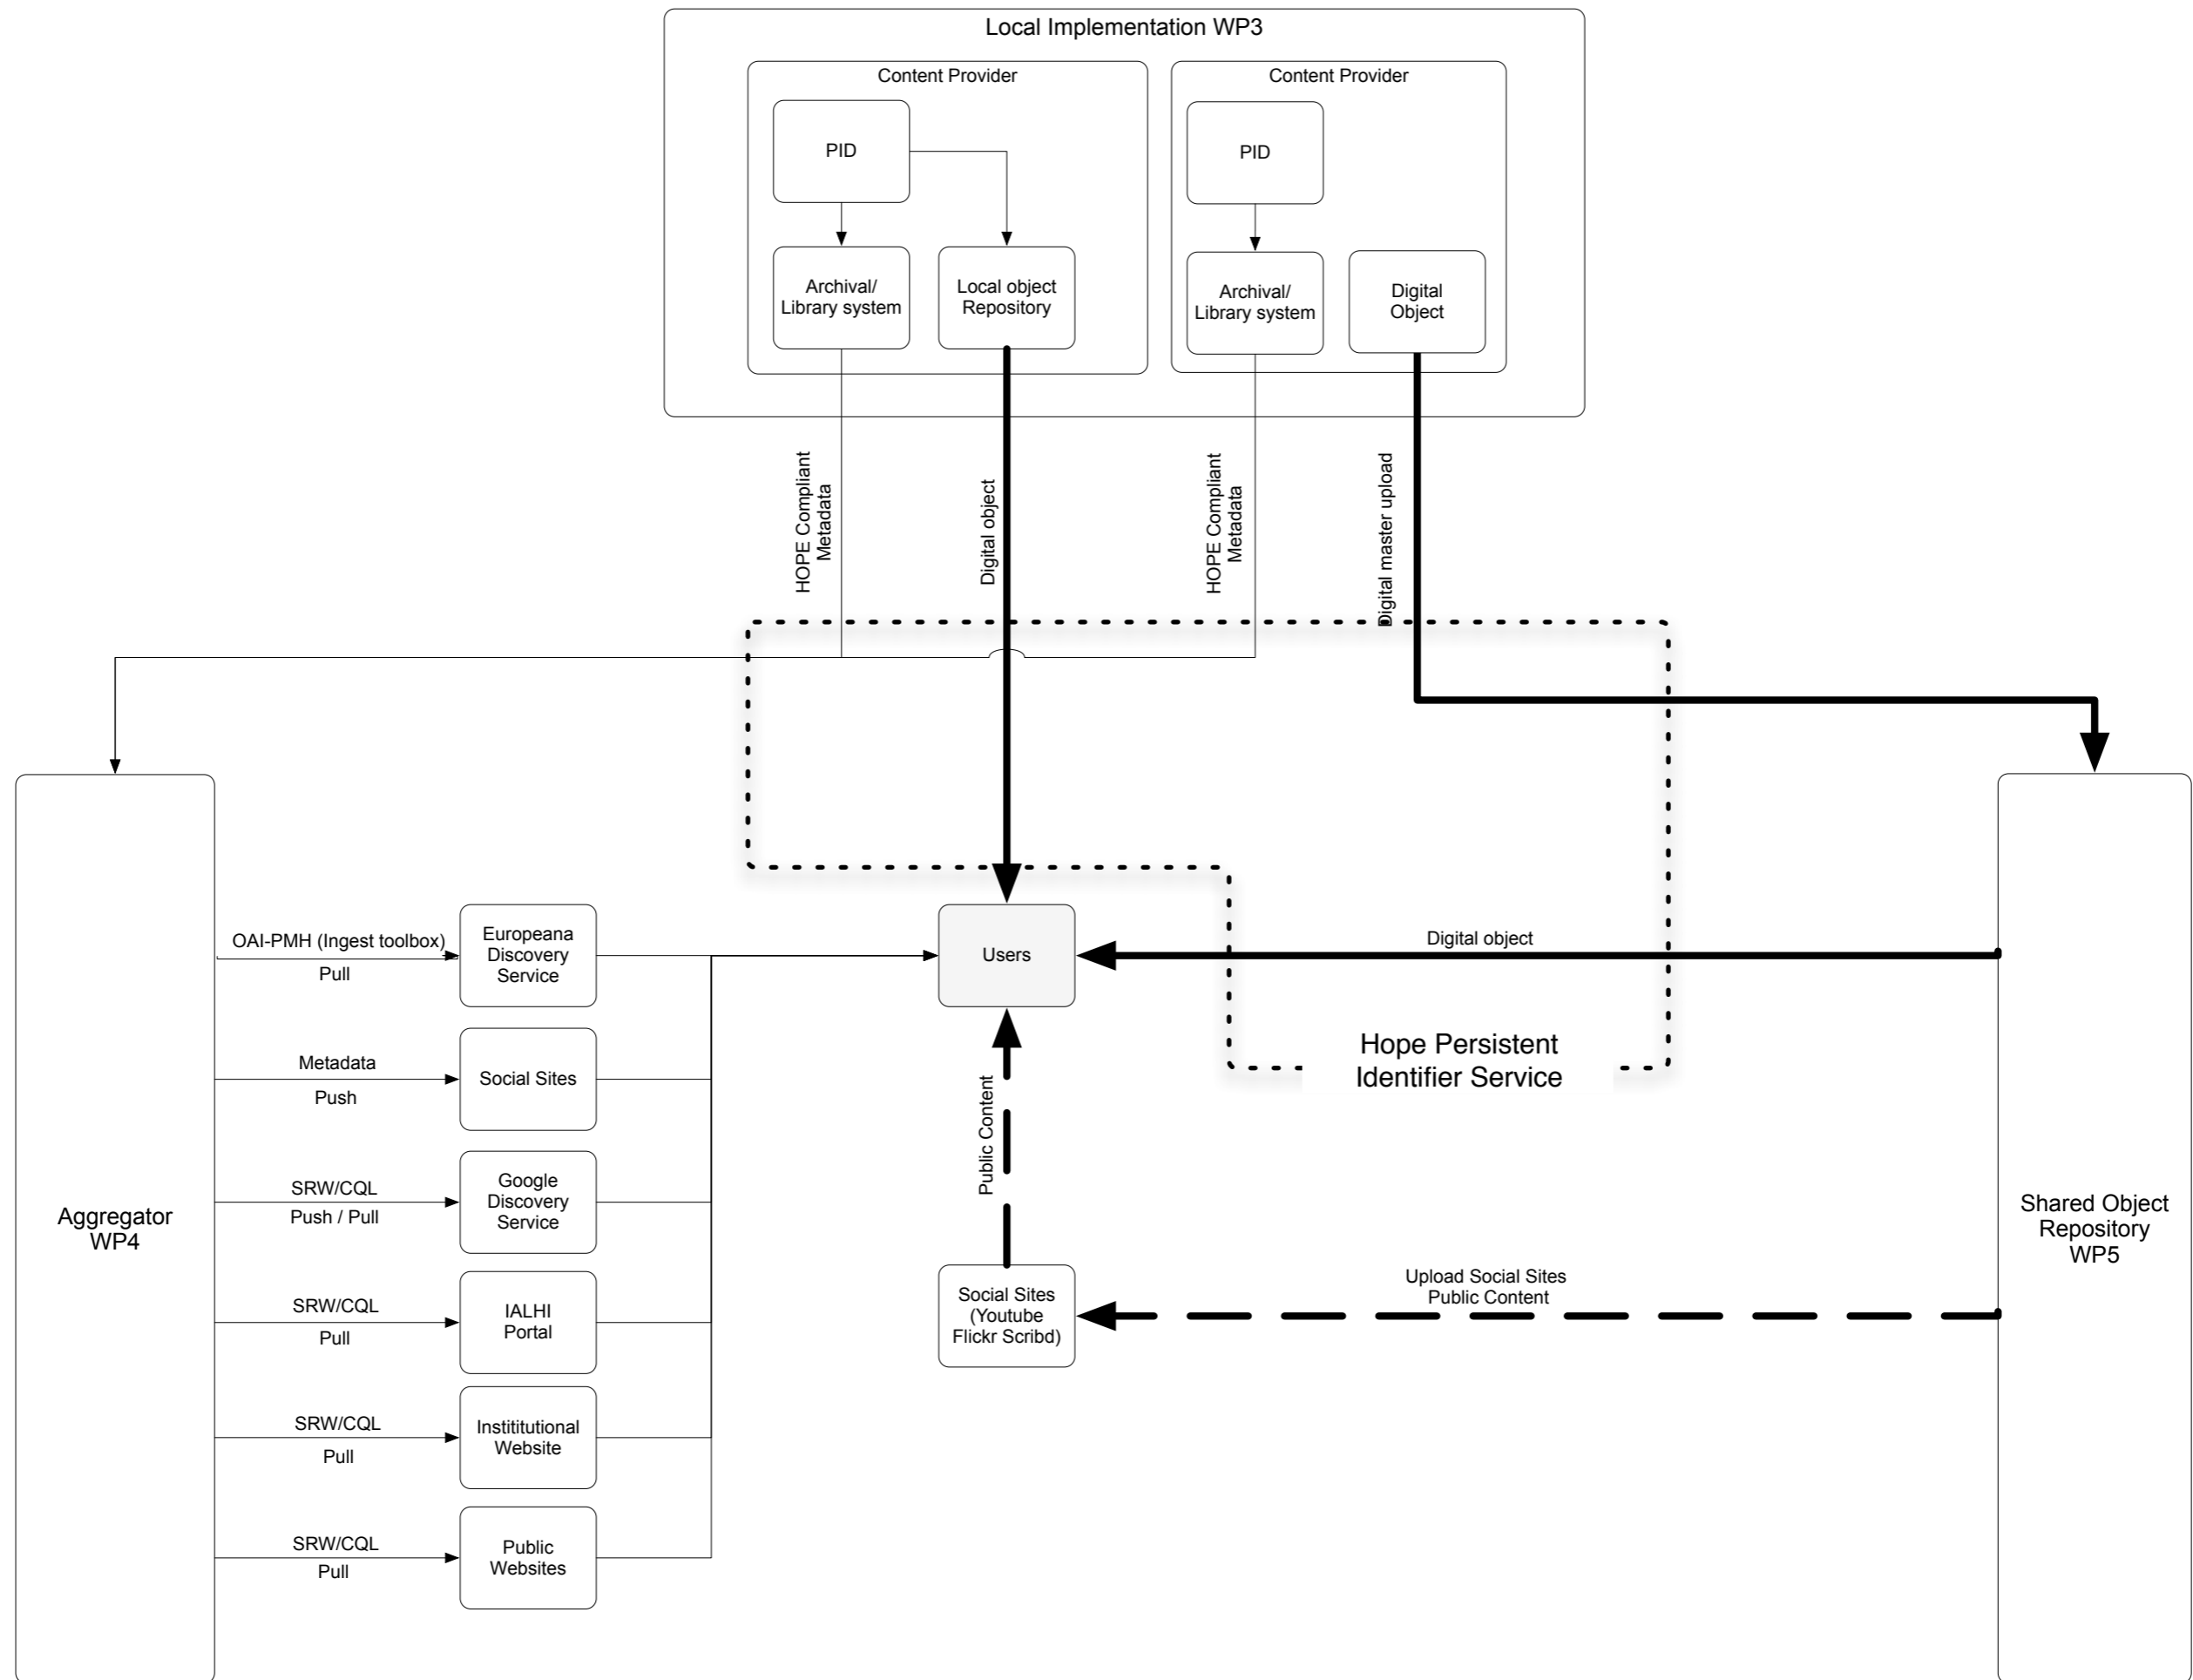 Local Implementation WP3
Content Provider
PID
Archival/
Library system
Local object
Repository
Content Provider
PID
Archival/
Library system
Digital
Object
HOPE Compliant
Metadata
Digital object
HOPE Compliant
Metadata
Digital master upload
Aggregator
WP4
OAI-PMH (Ingest toolbox)
Pull
Europeana
Discovery
Service
Metadata
Push
Social Sites
SRW/CQL
Push / Pull
Google
Discovery
Service
SRW/CQL
Pull
IALHI
Portal
SRW/CQL
Pull
Instititutional
Website
SRW/CQL
Pull
Public
Websites
Users
Digital object
Hope Persistent
Identifier Service
Public Content
Social Sites
(Youtube
Flickr Scribd)
Upload Social Sites
Public Content
Shared Object
Repository
WP5